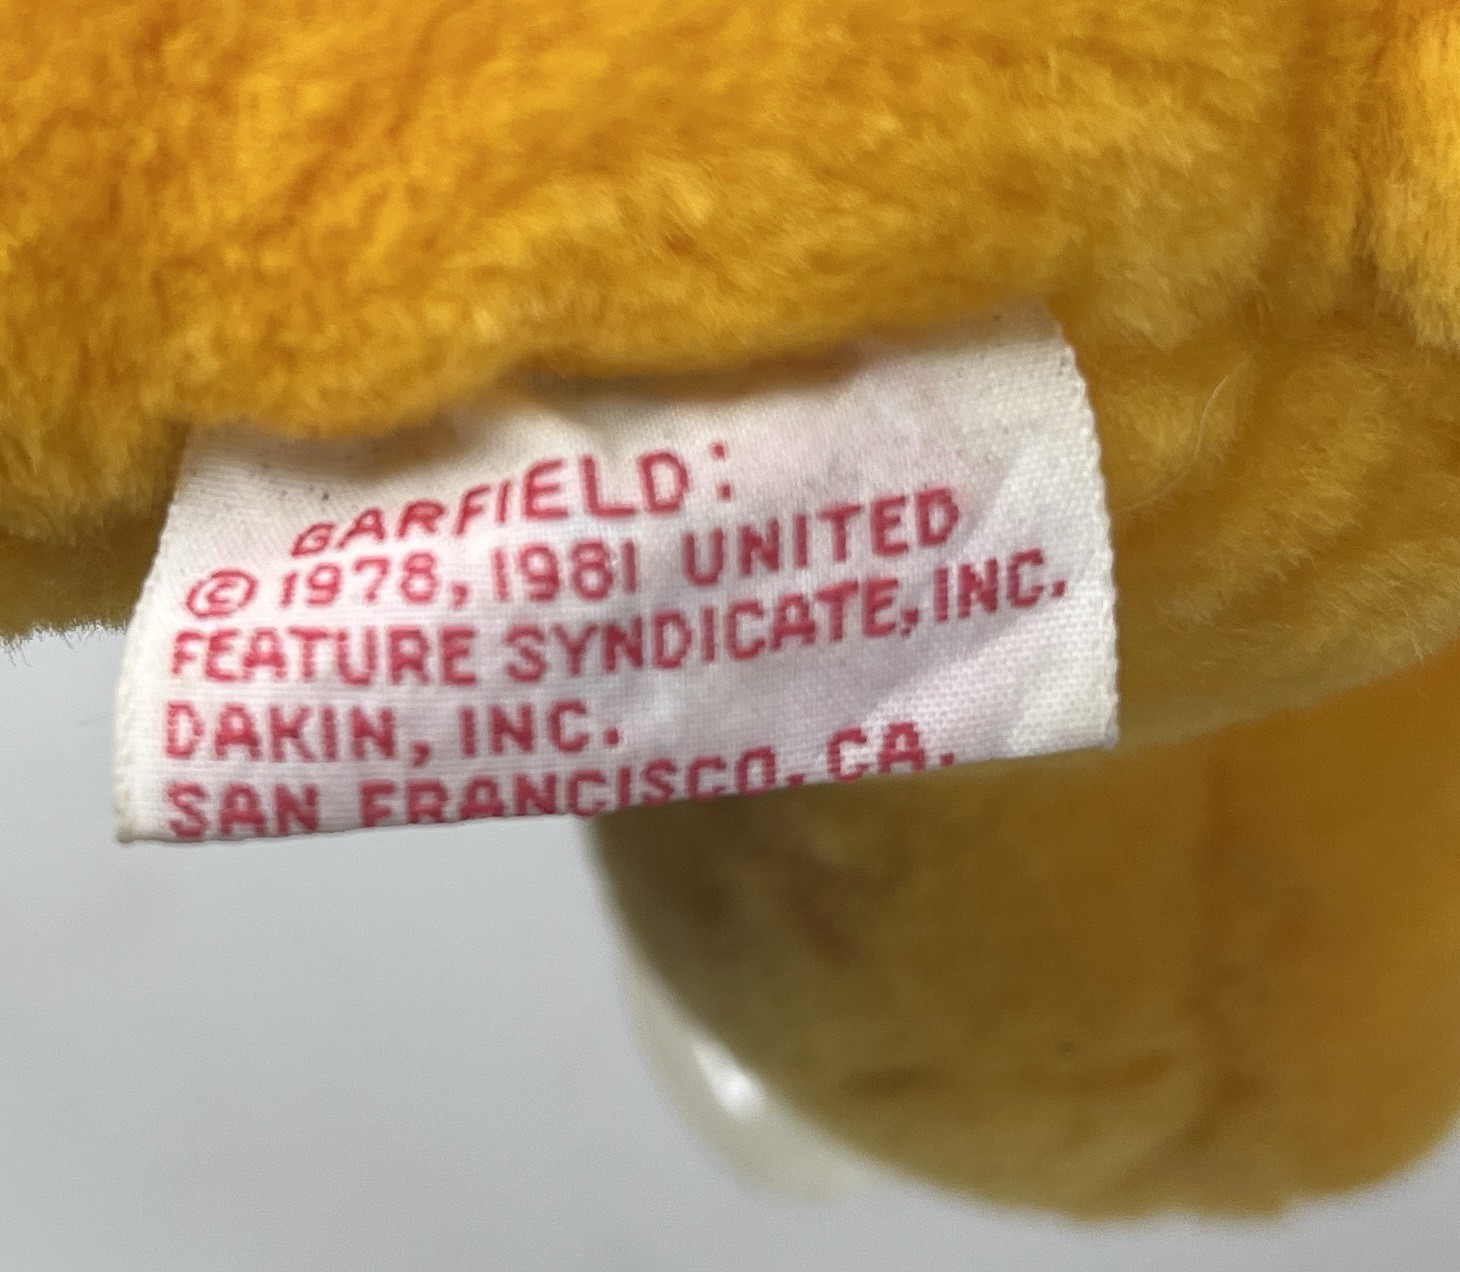 GARFIELD:
© 1978, 1981 UNITED
FEATURE SYNDICATE, INC.
DAKIN, INC.
SAN FRANCISCO, CA.